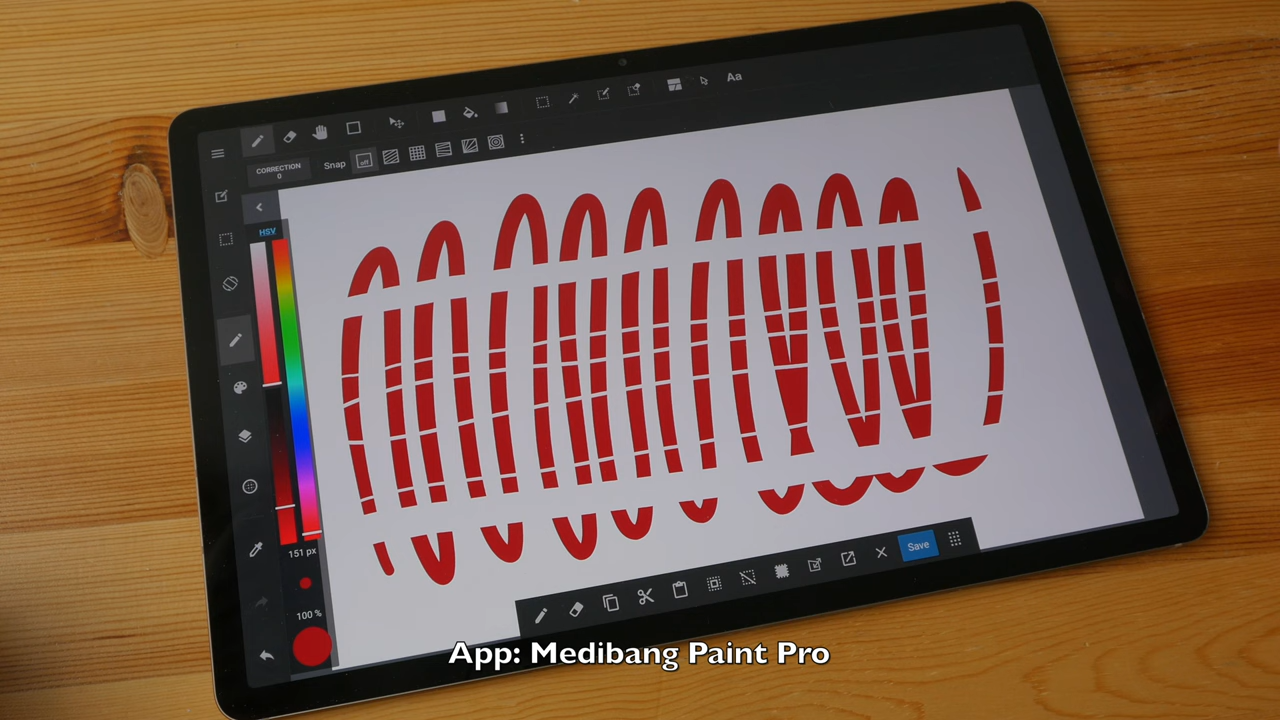 Aa
CORRECTION
0
Snap
off
HSV
151 px
100 %
Save
App: Medibang Paint Pro